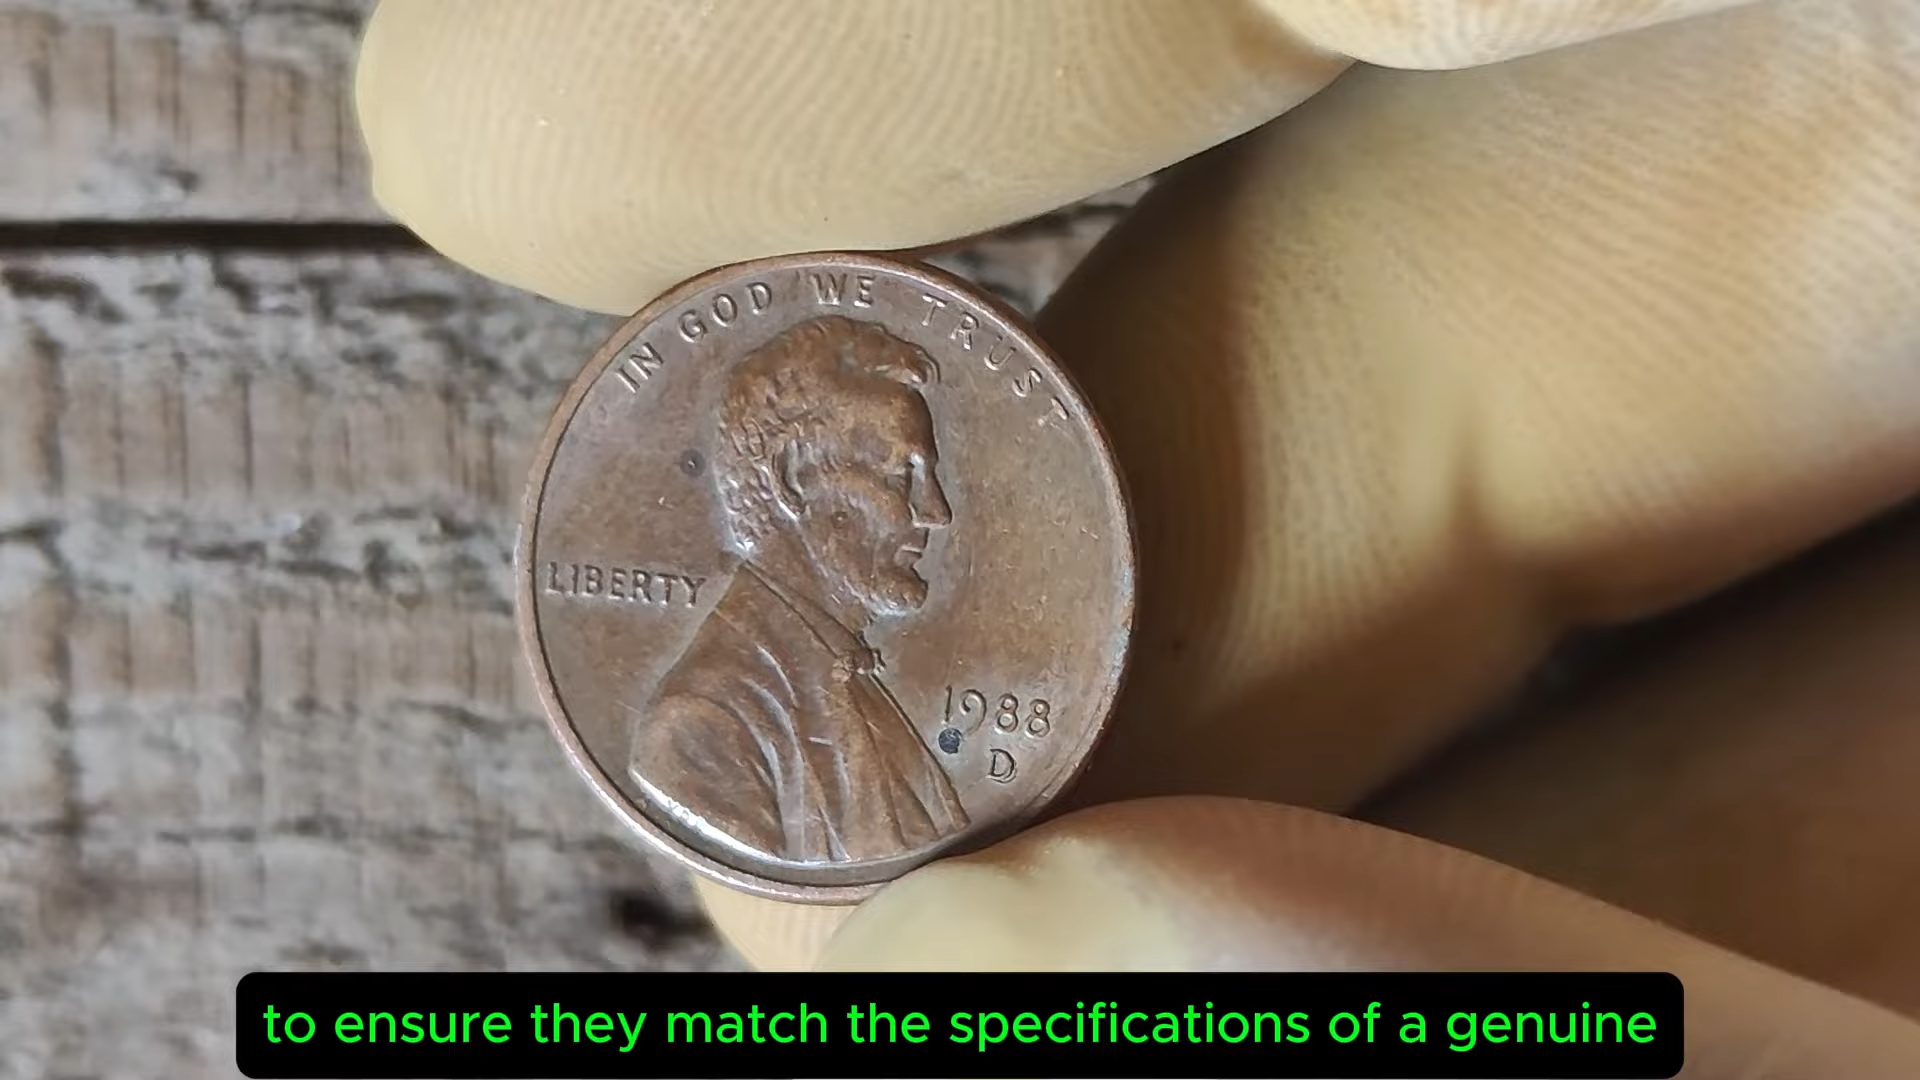 IN GOD WE TRUST
LIBERTY
1988
D
to ensure they match the specifications of a genuine